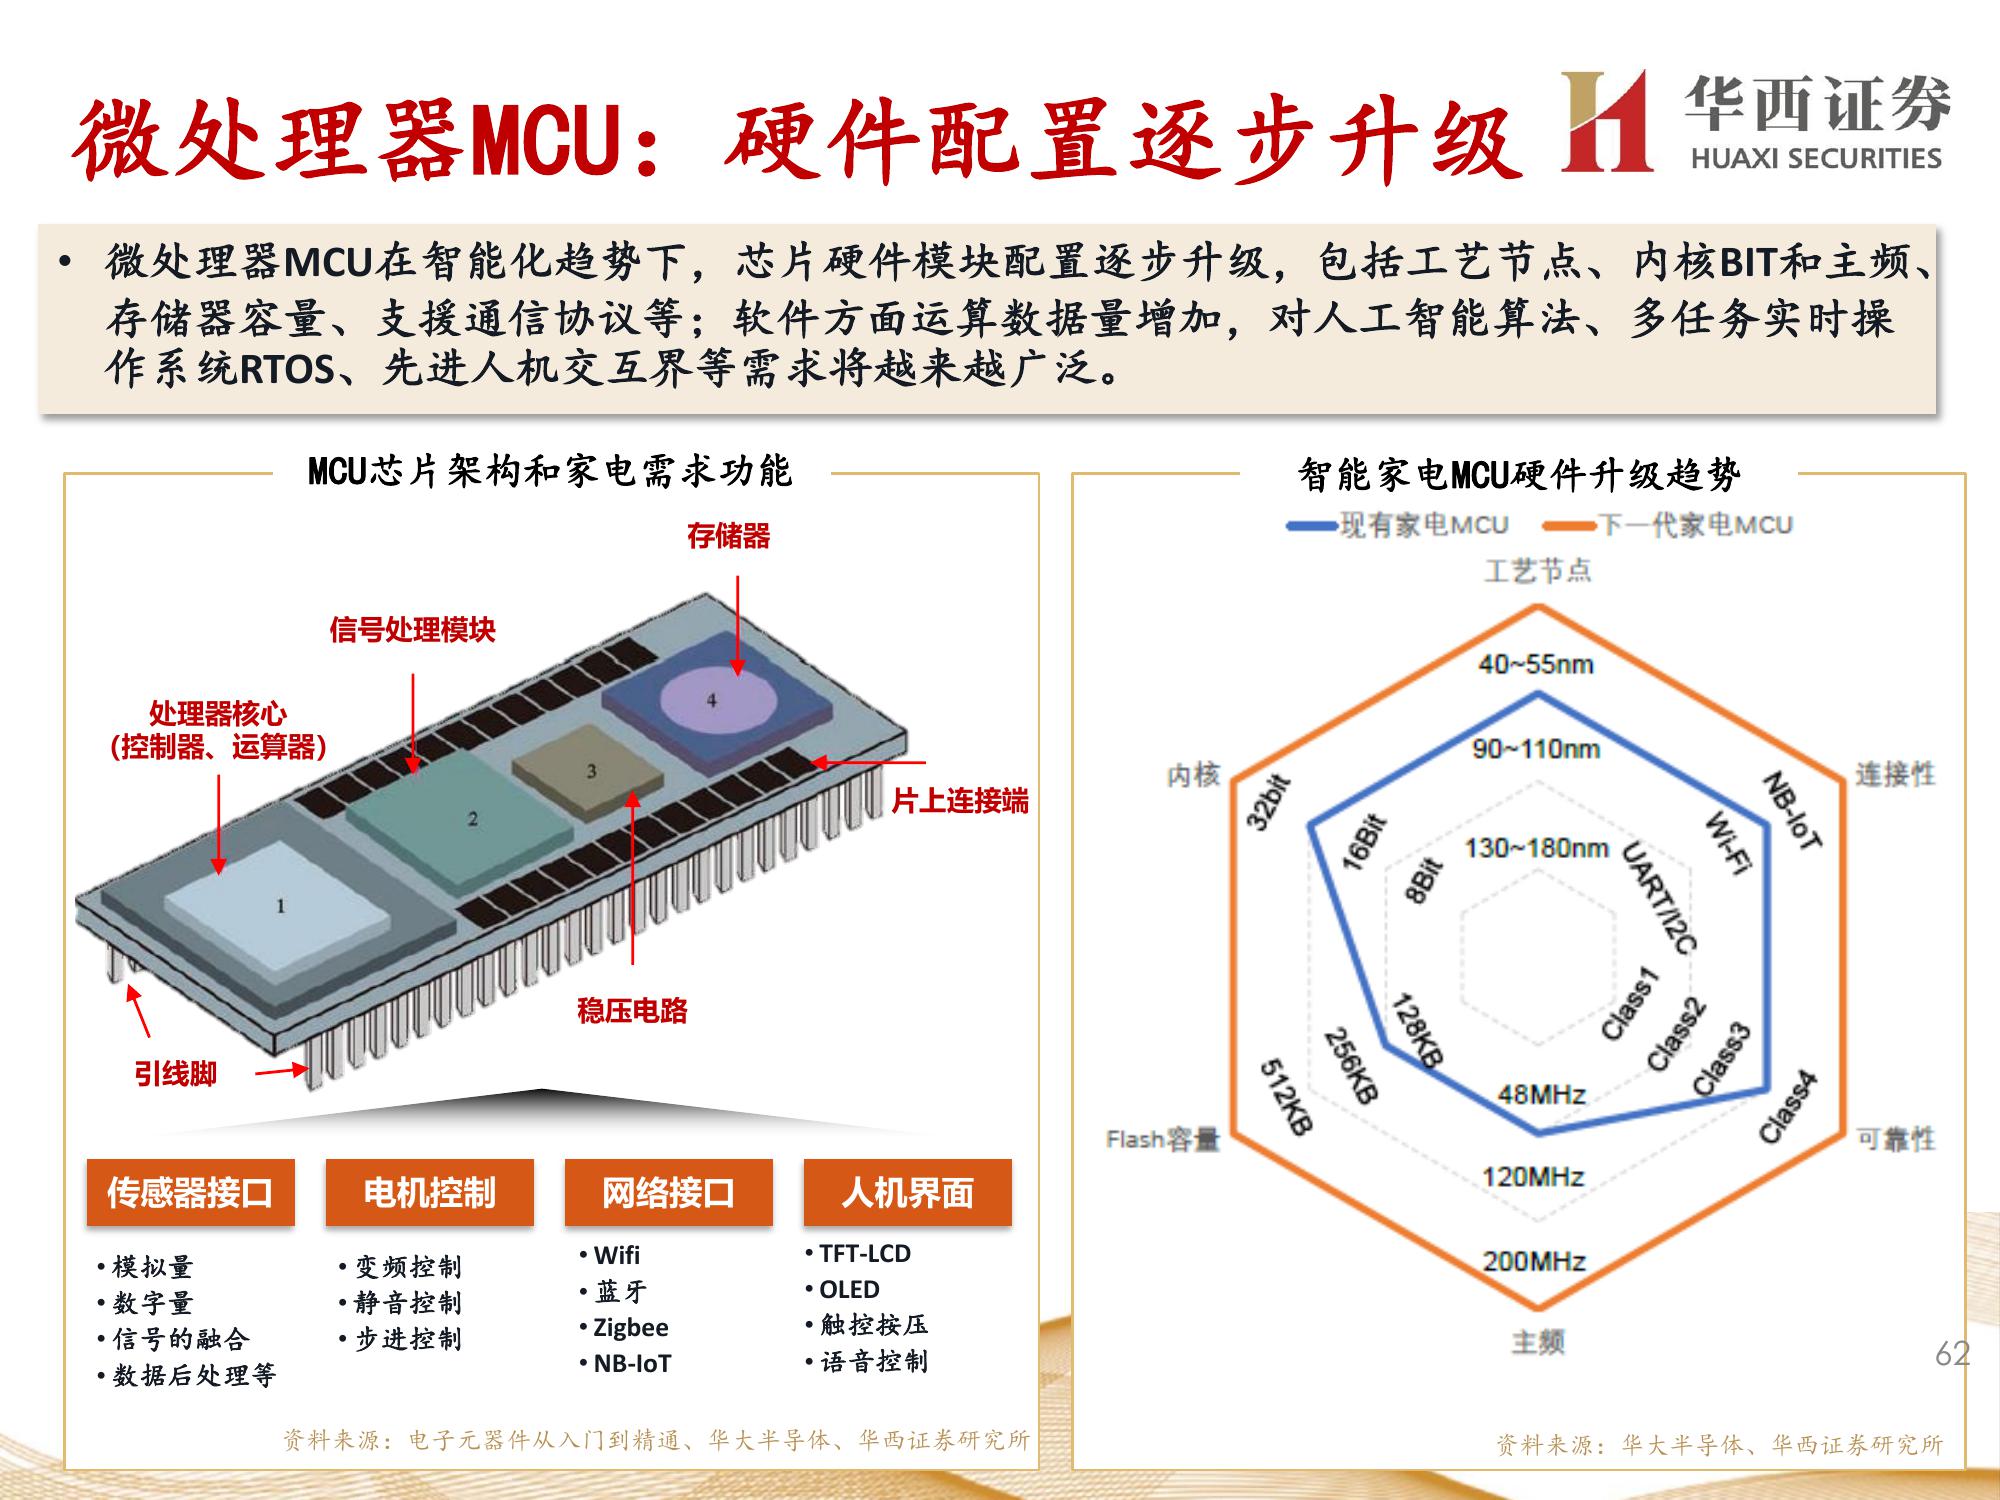 微处理器MCU：硬件配置逐步升级
华西证券
HUAXI SECURITIES
• 微处理器MCU在智能化趋势下，芯片硬件模块配置逐步升级，包括工艺节点、内核BIT和主频、
存储器容量、支援通信协议等；软件方面运算数据量增加，对人工智能算法、多任务实时操
作系统RTOS、先进人机交互界等需求将越来越广泛。
MCU芯片架构和家电需求功能
存储器
信号处理模块
处理器核心
(控制器、运算器)
4
3
2
1
片上连接端
稳压电路
引线脚
传感器接口
• 模拟量
• 数字量
• 信号的融合
• 数据后处理等
电机控制
• 变频控制
• 静音控制
• 步进控制
网络接口
• Wifi
• 蓝牙
• Zigbee
• NB-IoT
人机界面
• TFT-LCD
• OLED
• 触控按压
• 语音控制
资料来源：电子元器件从入门到精通、华大半导体、华西证券研究所
智能家电MCU硬件升级趋势
现有家电MCU
下一代家电MCU
工艺节点
40~55nm
90~110nm
130~180nm
内核
32bit
16Bit
8Bit
连接性
NB-IoT
Wi-Fi
UART/I2C
Class1
Class2
Class3
Class4
可靠性
128KB
256KB
512KB
Flash容量
48MHz
120MHz
200MHz
主频
62
资料来源：华大半导体、华西证券研究所